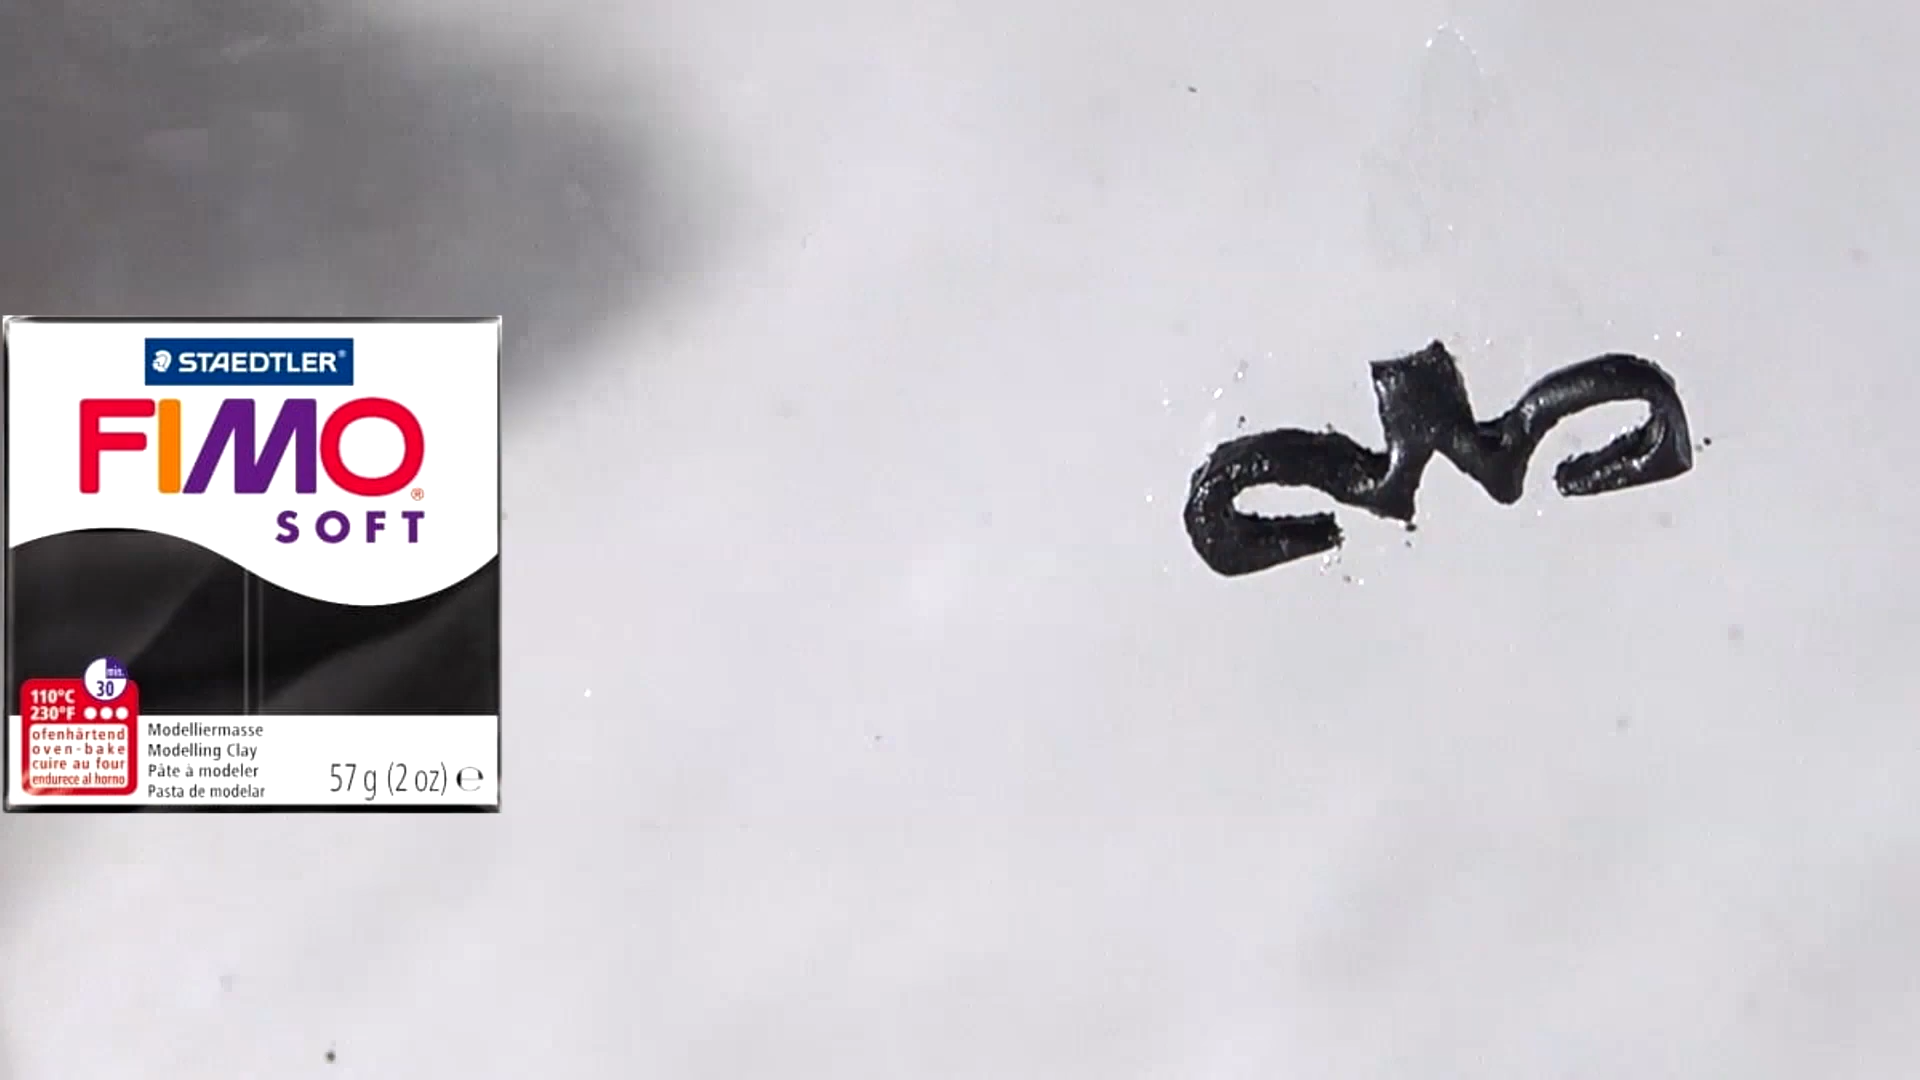 STAEDTLER®
FIMO®
SOFT
min.
30
110°C
230°F
ofenhärtend
oven-bake
cuire au four
endurece al horno
Modelliermasse
Modelling Clay
Pâte à modeler
Pasta de modelar
57 g (2 oz) ℮